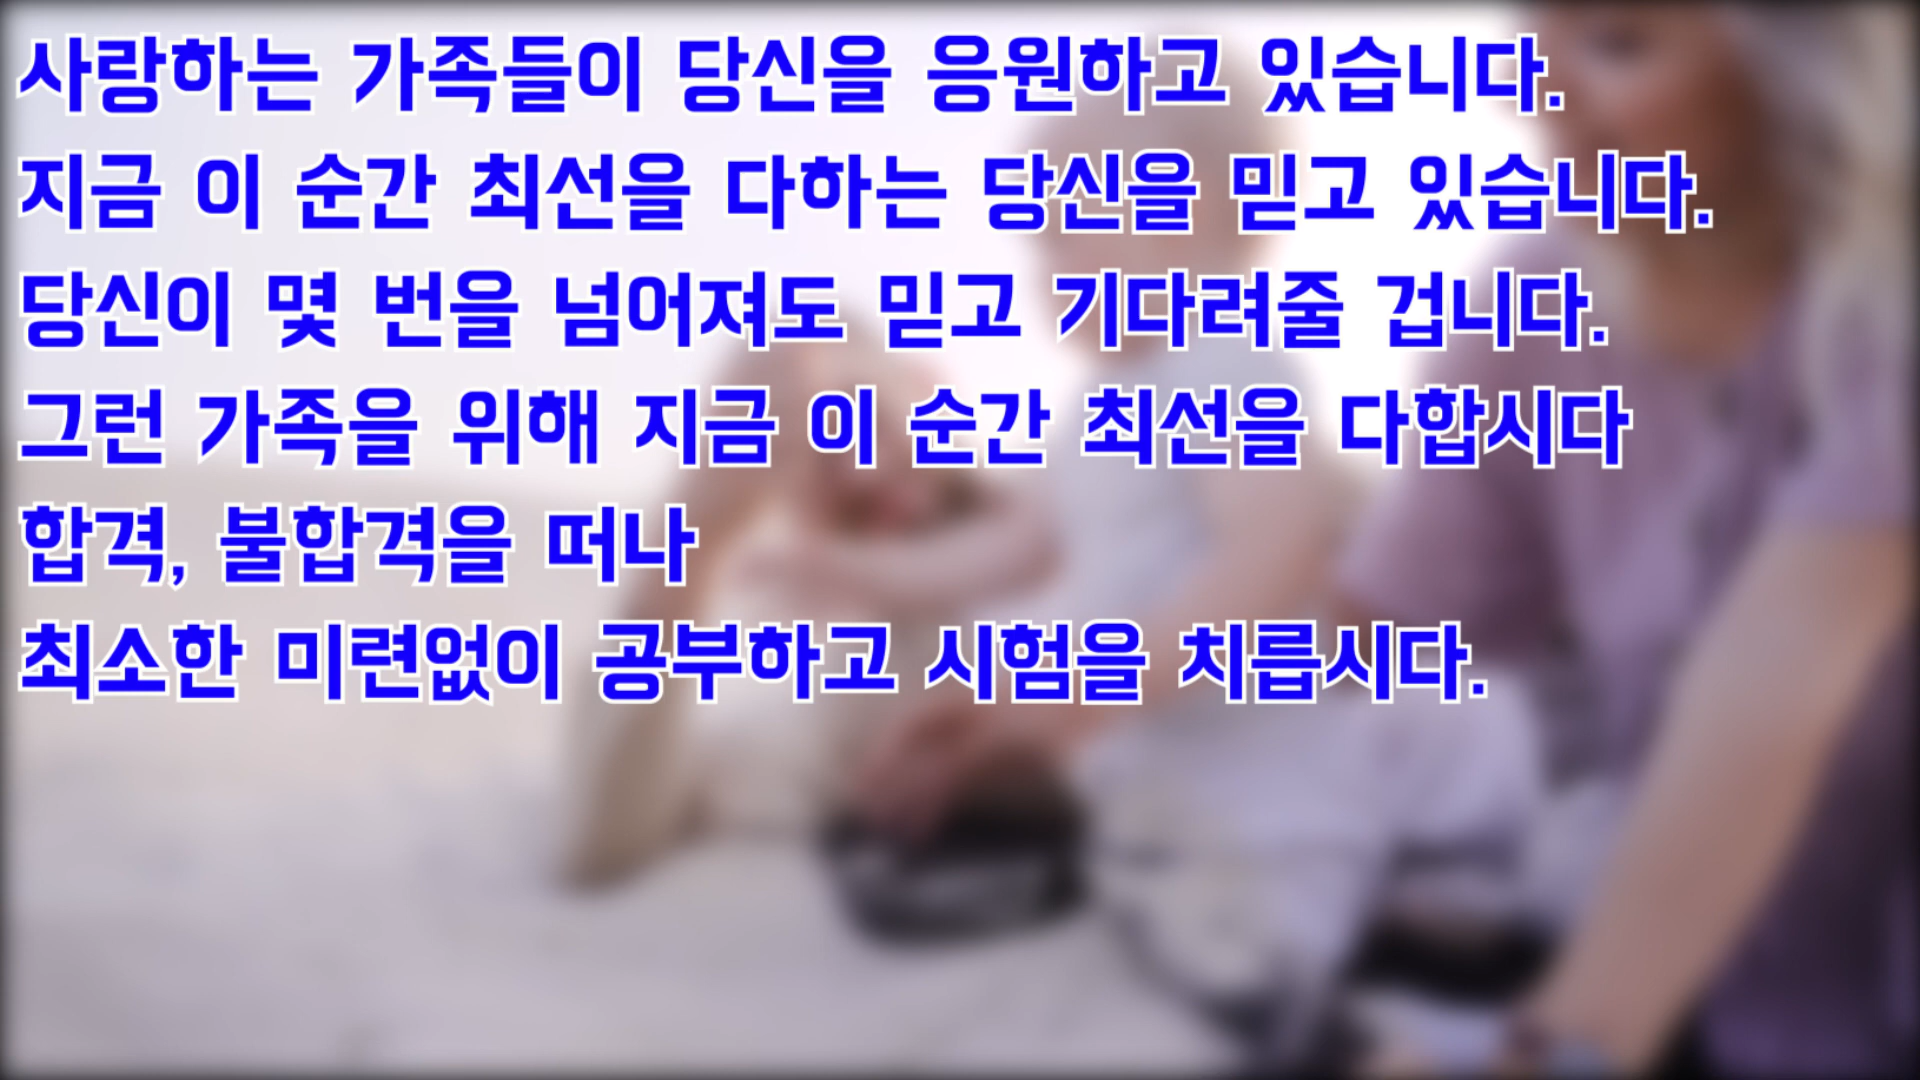 사랑하는 가족들이 당신을 응원하고 있습니다.
지금 이 순간 최선을 다하는 당신을 믿고 있습니다.
당신이 몇 번을 넘어져도 믿고 기다려줄 겁니다.
그런 가족을 위해 지금 이 순간 최선을 다합시다
합격, 불합격을 떠나
최소한 미련없이 공부하고 시험을 치릅시다.